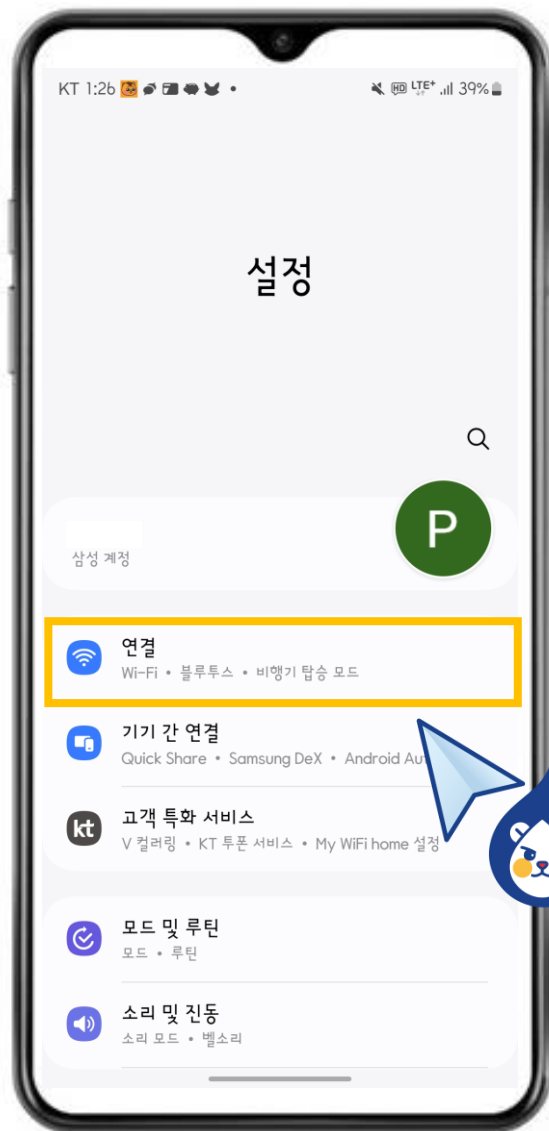 KT 1:26
HD LTE+ 39%
설정
P
삼성 계정
연결
Wi-Fi • 블루투스 • 비행기 탑승 모드
기기 간 연결
Quick Share • Samsung DeX • Android Au
kt 고객 특화 서비스
V 컬러링 • KT 투폰 서비스 • My WiFi home 설정
모드 및 루틴
모드 • 루틴
소리 및 진동
소리 모드 • 벨소리